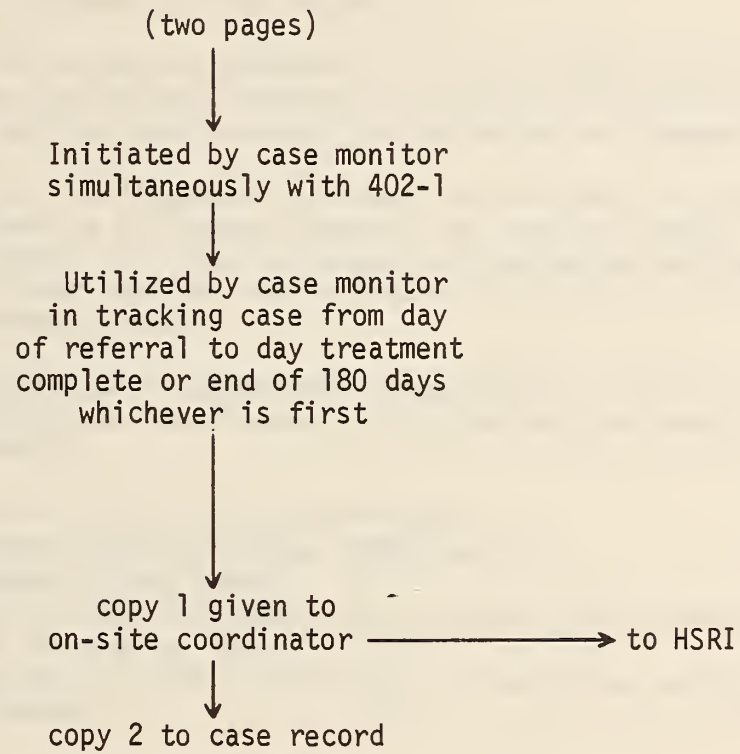 (two pages)
Initiated by case monitor
simultaneously with 402-1
Utilized by case monitor
in tracking case from day
of referral to day treatment
complete or end of 180 days
whichever is first
copy 1 given to
on-site coordinator
to HSRI
copy 2 to case record